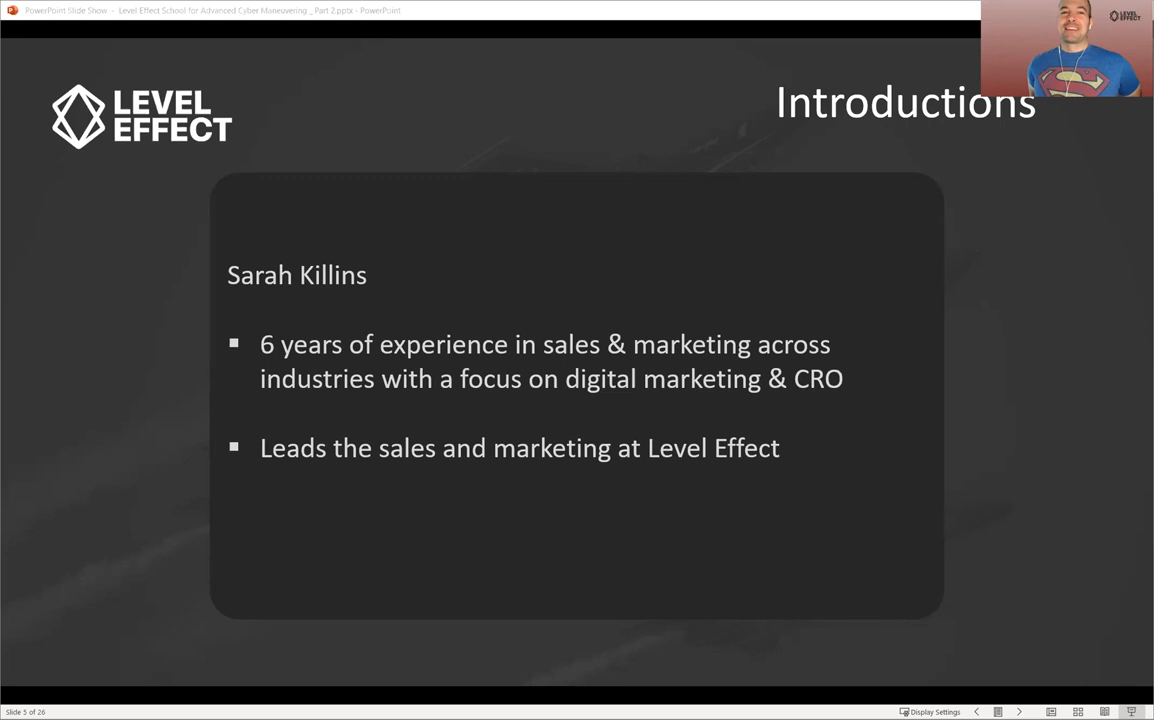 PowerPoint Slide Show - Level Effect School for Advanced Cyber Maneuvering _ Part 2.pptx - PowerPoint
LEVEL
EFFECT
LEVEL
EFFECT
Introductions
Sarah Killins
6 years of experience in sales & marketing across
industries with a focus on digital marketing & CRO
Leads the sales and marketing at Level Effect
Slide 5 of 26
Display Settings